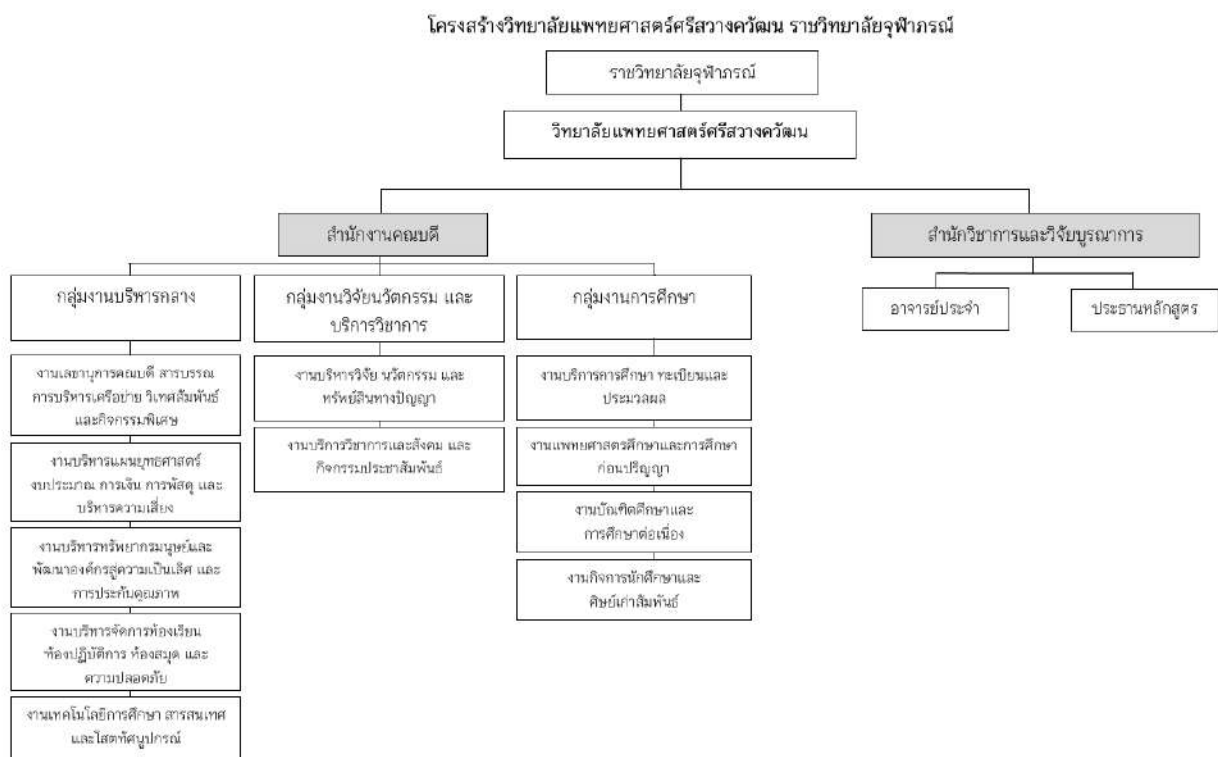 โครงสร้างวิทยาลัยแพทยศาสตร์ศรีสวางควัฒน ราชวิทยาลัยจุฬาภรณ์
ราชวิทยาลัยจุฬาภรณ์
วิทยาลัยแพทยศาสตร์ศรีสวางควัฒน
สำนักงานคณบดี
สำนักวิชาการและวิจัยบูรณาการ
กลุ่มงานบริหารกลาง
กลุ่มงานวิจัยนวัตกรรม และ
บริการวิชาการ
กลุ่มงานการศึกษา
อาจารย์ประจำ
ประธานหลักสูตร
งานเลขานุการคณบดี สารบรรณ
การบริหารเครือข่าย วิเทศสัมพันธ์
และกิจกรรมพิเศษ
งานบริหารแผนยุทธศาสตร์
งบประมาณ การเงิน การพัสดุ และ
บริหารความเสี่ยง
งานบริหารทรัพยากรมนุษย์และ
พัฒนาองค์กรสู่ความเป็นเลิศ และ
การประกันคุณภาพ
งานบริหารจัดการห้องเรียน
ห้องปฏิบัติการ ห้องสมุด และ
ความปลอดภัย
งานเทคโนโลยีการศึกษา สารสนเทศ
และโสตทัศนูปกรณ์
งานบริหารวิจัย นวัตกรรม และ
ทรัพย์สินทางปัญญา
งานบริการวิชาการและสังคม และ
กิจกรรมประชาสัมพันธ์
งานบริการการศึกษา ทะเบียนและ
ประมวลผล
งานแพทยศาสตรศึกษาและการศึกษา
ก่อนปริญญา
งานบัณฑิตศึกษาและ
การศึกษาต่อเนื่อง
งานกิจการนักศึกษาและ
ศิษย์เก่าสัมพันธ์